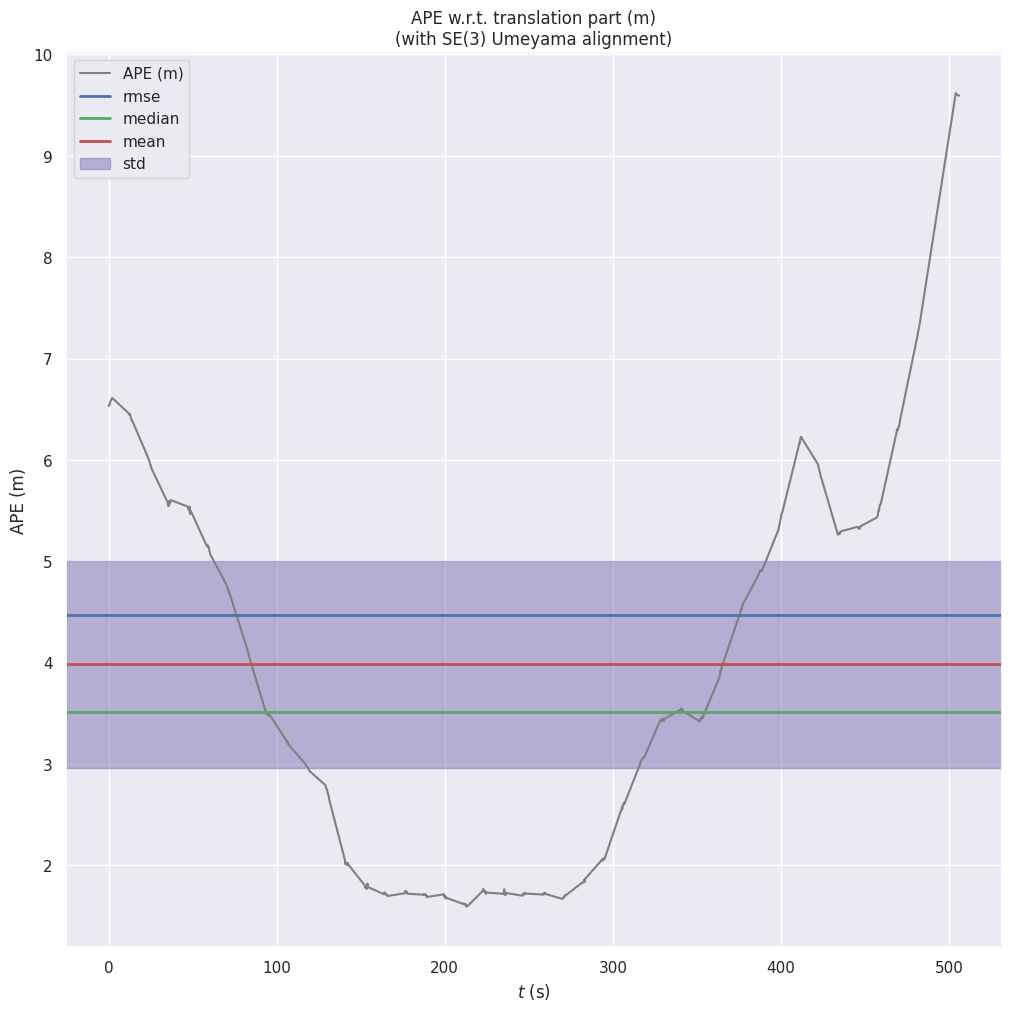 APE w.r.t. translation part (m)
(with SE(3) Umeyama alignment)
APE (m)
rmse
median
mean
std
APE (m)
10
9
8
7
6
5
4
3
2
0
100
200
300
400
500
t (s)